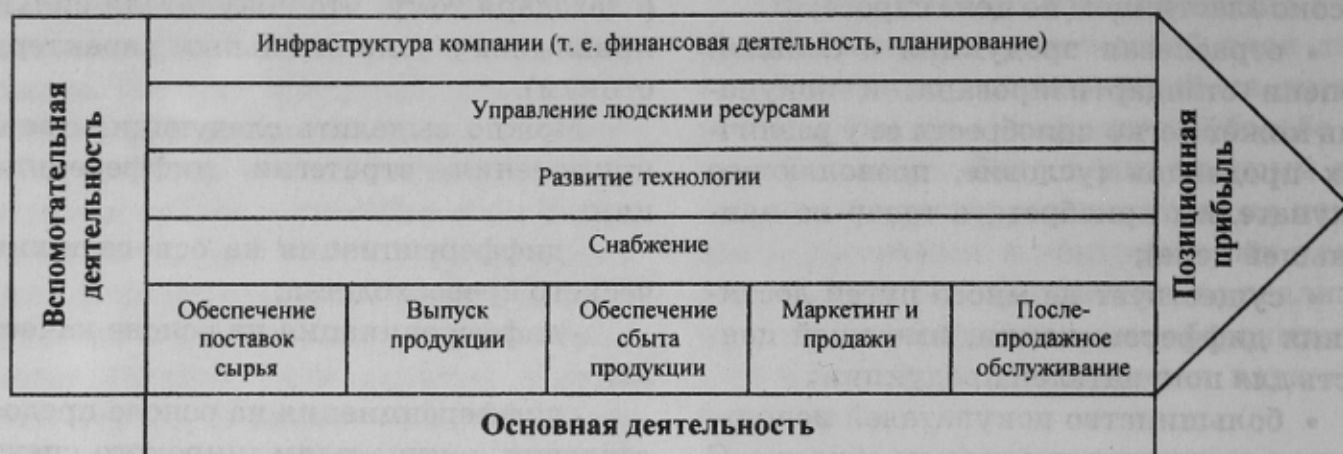 Инфраструктура компании (т. е. финансовая деятельность, планирование)
Управление людскими ресурсами
Развитие технологии
Снабжение
Вспомогательная
деятельность
Обеспечение
поставок
сырья
Выпуск
продукции
Обеспечение
сбыта
продукции
Маркетинг и
продажи
После-
продажное
обслуживание
Позиционная
прибыль
Основная деятельность